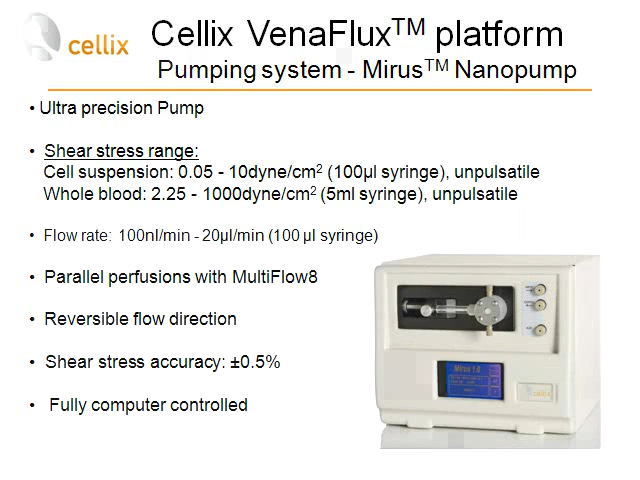 cellix
Cellix VenaFlux™ platform
Pumping system - Mirus™ Nanopump
• Ultra precision Pump
• Shear stress range:
Cell suspension: 0.05 - 10dyne/cm² (100µl syringe), unpulsatile
Whole blood: 2.25 - 1000dyne/cm² (5ml syringe), unpulsatile
• Flow rate: 100nl/min - 20µl/min (100 µl syringe)
• Parallel perfusions with MultiFlow8
• Reversible flow direction
• Shear stress accuracy: ±0.5%
• Fully computer controlled
Mirus 1.0
cellix